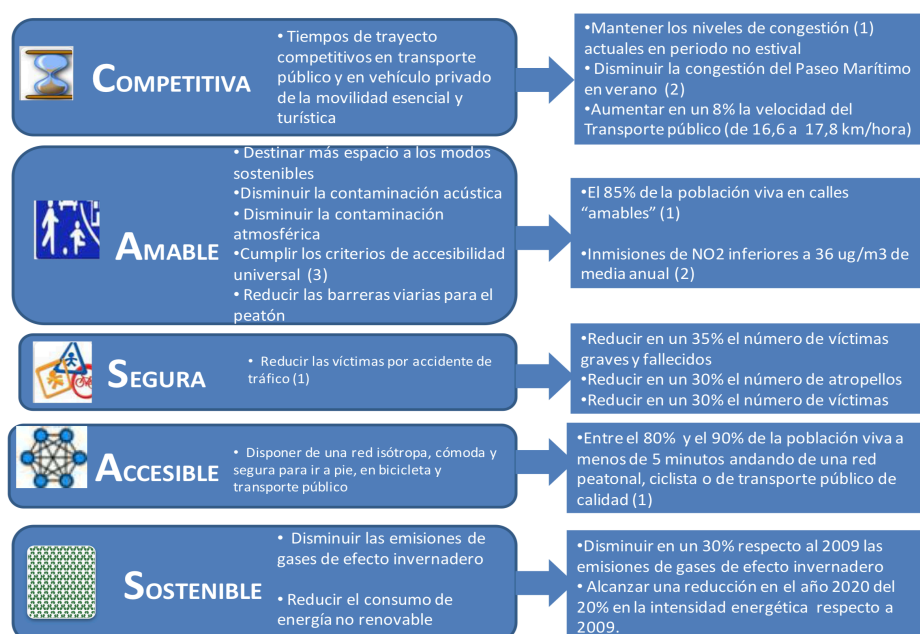 COMPETITIVA
• Tiempos de trayecto
competitivos en transporte
público y en vehículo privado
de la movilidad esencial y
turística
•Mantener los niveles de congestión (1)
actuales en periodo no estival
• Disminuir la congestión del Paseo Marítimo
en verano (2)
•Aumentar en un 8% la velocidad del
Transporte público (de 16,6 a 17,8 km/hora)
AMABLE
• Destinar más espacio a los modos
sostenibles
•Disminuir la contaminación acústica
• Disminuir la contaminación
atmosférica
•Cumplir los criterios de accesibilidad
universal (3)
• Reducir las barreras viarias para el
peatón
•El 85% de la población viva en calles
“amables” (1)
•Inmisiones de NO2 inferiores a 36 ug/m3 de
media anual (2)
SEGURA
• Reducir las víctimas por accidente de
tráfico (1)
•Reducir en un 35% el número de víctimas
graves y fallecidos
•Reducir en un 30% el número de atropellos
•Reducir en un 30% el número de víctimas
ACCESIBLE
• Disponer de una red isótropa, cómoda y
segura para ir a pie, en bicicleta y
transporte público
•Entre el 80% y el 90% de la población viva a
menos de 5 minutos andando de una red
peatonal, ciclista o de transporte público de
calidad (1)
SOSTENIBLE
• Disminuir las emisiones de
gases de efecto invernadero
• Reducir el consumo de
energía no renovable
•Disminuir en un 30% respecto al 2009 las
emisiones de gases de efecto invernadero
• Alcanzar una reducción en el año 2020 del
20% en la intensidad energética respecto a
2009.